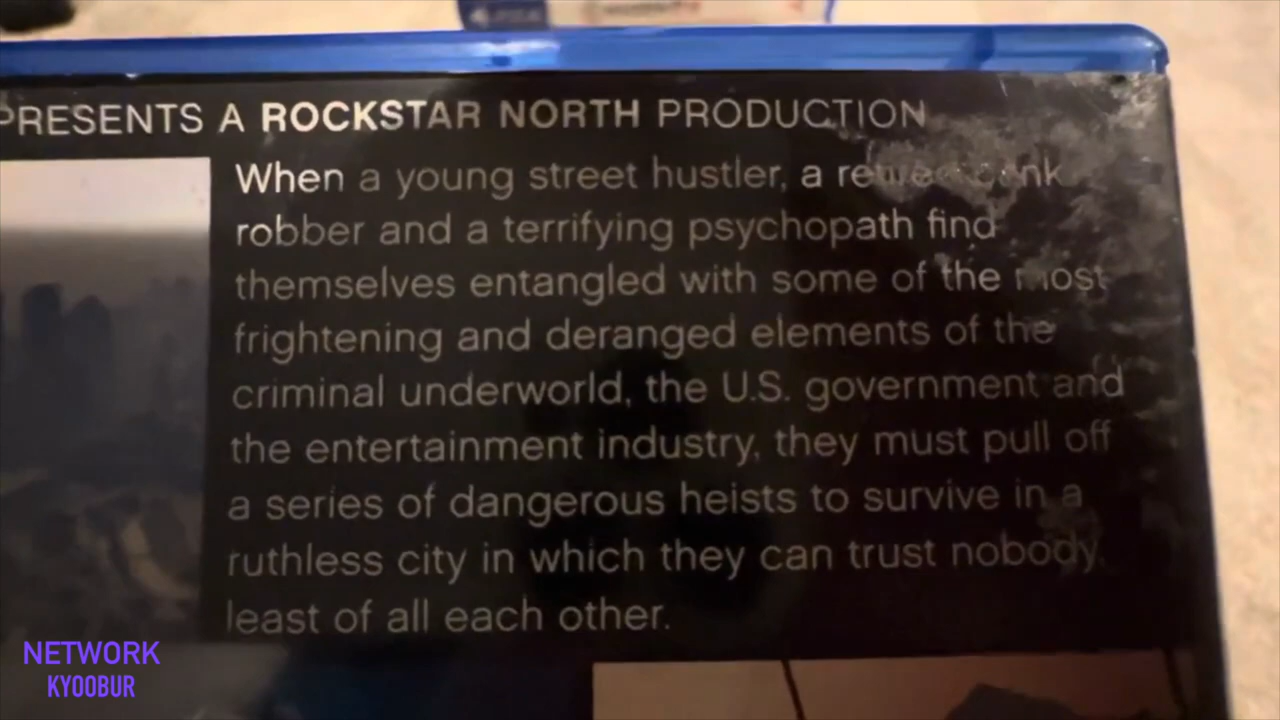 PRESENTS A ROCKSTAR NORTH PRODUCTION
When a young street hustler, a retired bank
robber and a terrifying psychopath find
themselves entangled with some of the most
frightening and deranged elements of the
criminal underworld, the U.S. government and
the entertainment industry, they must pull off
a series of dangerous heists to survive in a
ruthless city in which they can trust nobody,
least of all each other.
NETWORK
KYOOBUR